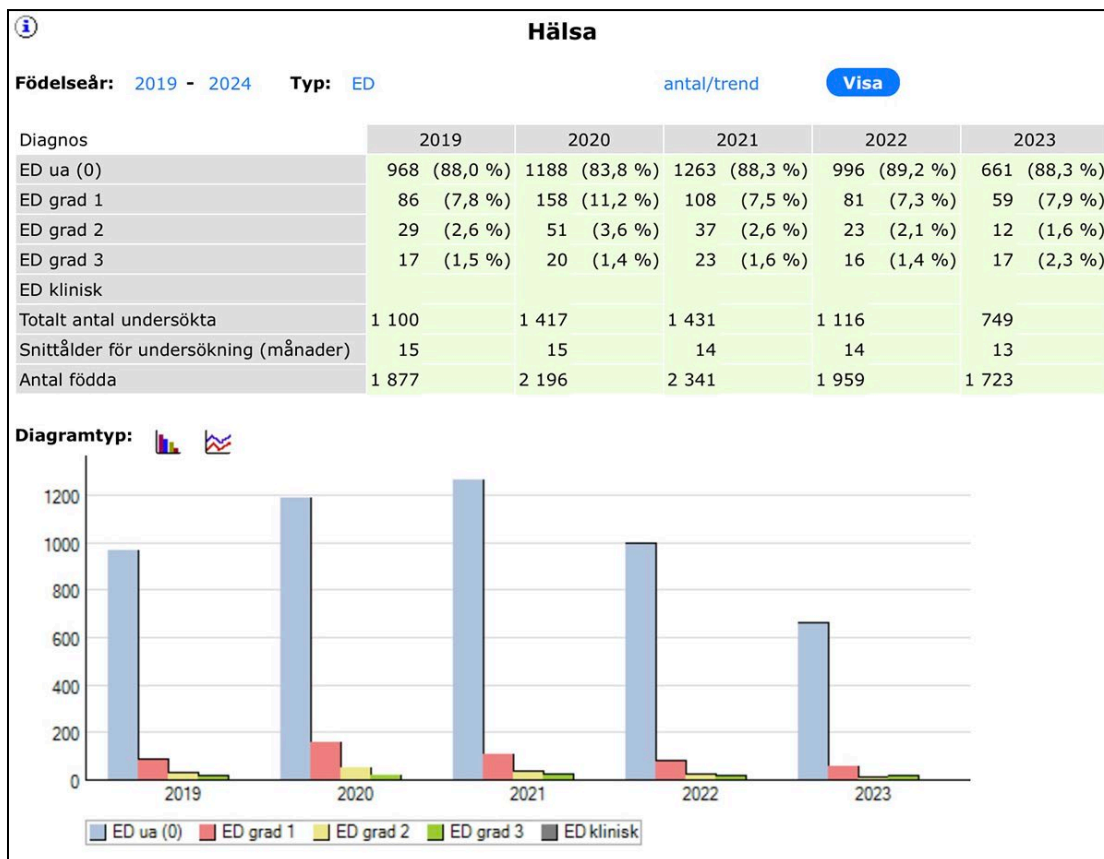 Hälsa
Födelseår: 2019 - 2024 Typ: ED antal/trend Visa
Diagnos 2019 2020 2021 2022 2023
ED ua (0) 968 (88,0 %) 1188 (83,8 %) 1263 (88,3 %) 996 (89,2 %) 661 (88,3 %)
ED grad 1 86 (7,8 %) 158 (11,2 %) 108 (7,5 %) 81 (7,3 %) 59 (7,9 %)
ED grad 2 29 (2,6 %) 51 (3,6 %) 37 (2,6 %) 23 (2,1 %) 12 (1,6 %)
ED grad 3 17 (1,5 %) 20 (1,4 %) 23 (1,6 %) 16 (1,4 %) 17 (2,3 %)
ED klinisk
Totalt antal undersökta 1 100 1 417 1 431 1 116 749
Snittålder för undersökning (månader) 15 15 14 14 13
Antal födda 1 877 2 196 2 341 1 959 1 723
Diagramtyp:
1200
1000
800
600
400
200
0
2019 2020 2021 2022 2023
ED ua (0) ED grad 1 ED grad 2 ED grad 3 ED klinisk